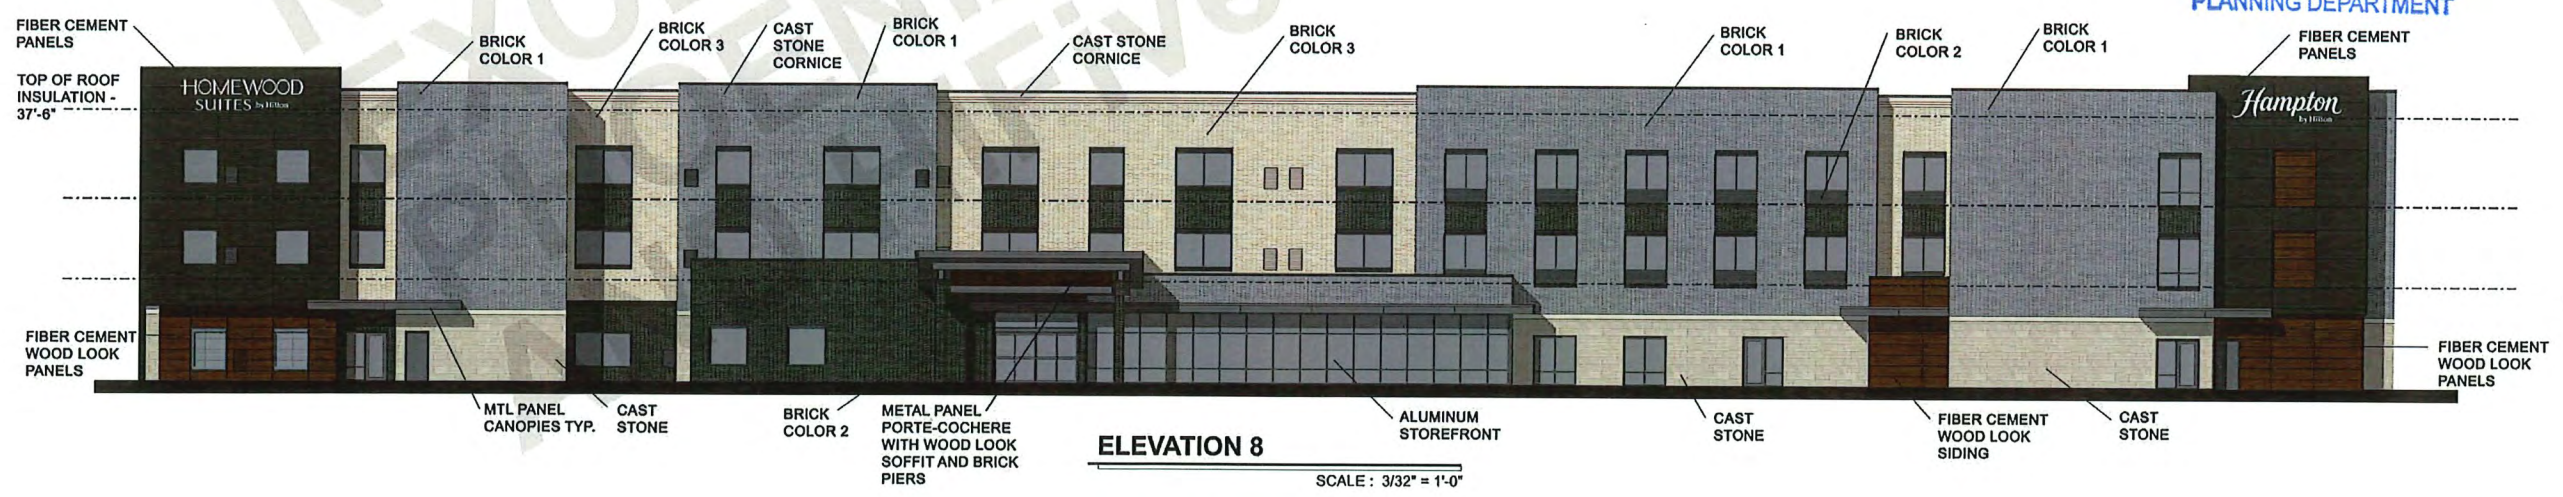 PLANNING DEPARTMENT
FIBER CEMENT
PANELS
BRICK
COLOR 1
BRICK
COLOR 3
CAST
STONE
CORNICE
BRICK
COLOR 1
CAST STONE
CORNICE
BRICK
COLOR 3
BRICK
COLOR 1
BRICK
COLOR 2
BRICK
COLOR 1
FIBER CEMENT
PANELS
TOP OF ROOF
INSULATION -
37'-6"
HOMEWOOD
SUITES by Hilton
Hampton
by Hilton
FIBER CEMENT
WOOD LOOK
PANELS
FIBER CEMENT
WOOD LOOK
PANELS
MTL PANEL
CANOPIES TYP.
CAST
STONE
BRICK
COLOR 2
METAL PANEL
PORTE-COCHERE
WITH WOOD LOOK
SOFFIT AND BRICK
PIERS
ALUMINUM
STOREFRONT
CAST
STONE
FIBER CEMENT
WOOD LOOK
SIDING
CAST
STONE
ELEVATION 8
SCALE : 3/32" = 1'-0"